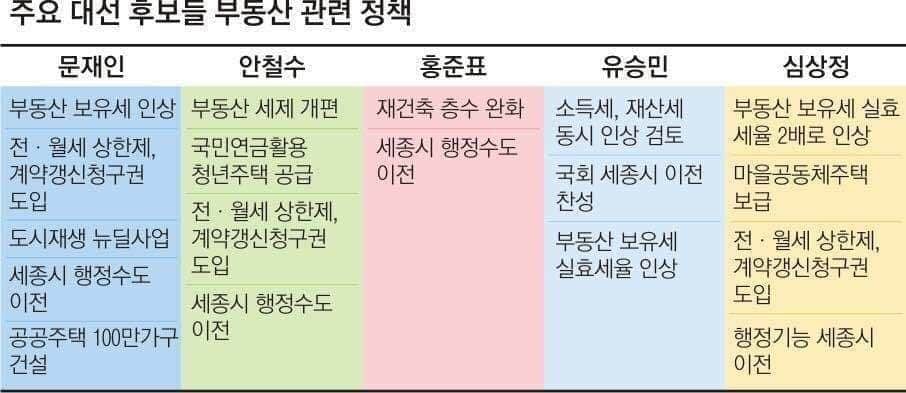 주요 대선 후보들 부동산 관련 정책
문재인
부동산 보유세 인상
전·월세 상한제,
계약갱신청구권
도입
도시재생 뉴딜사업
세종시 행정수도
이전
공공주택 100만가구
건설
안철수
부동산 세제 개편
국민연금활용
청년주택 공급
전·월세 상한제,
계약갱신청구권
도입
세종시 행정수도
이전
홍준표
재건축 층수 완화
세종시 행정수도
이전
유승민
소득세, 재산세
동시 인상 검토
국회 세종시 이전
찬성
부동산 보유세
실효세율 인상
심상정
부동산 보유세 실효
세율 2배로 인상
마을공동체주택
보급
전·월세 상한제,
계약갱신청구권
도입
행정기능 세종시
이전